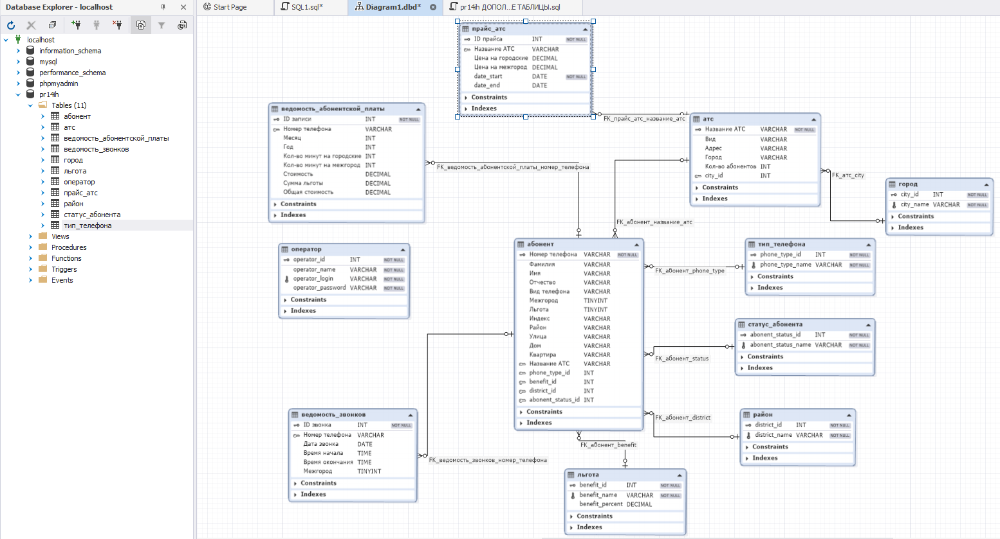 Database Explorer - localhost
Start Page
SQL1.sql*
Diagram1.dbd*
pr14ih ДОПОЛ...Е ТАБЛИЦЫ.sql
localhost
information_schema
mysql
performance_schema
phpmyadmin
pr14ih
Tables (11)
абонент
атс
ведомость_абонентской_платы
ведомость_звонков
город
льгота
оператор
прайс_атс
район
статус_абонента
тип_телефона
Views
Procedures
Functions
Triggers
Events
прайс_атс
ID прайса INT NOT NULL
Название АТС VARCHAR
Цена на городские DECIMAL
Цена на межгород DECIMAL
date_start DATE NOT NULL
date_end DATE
Constraints
Indexes
FK_прайс_атс_название_атс
ведомость_абонентской_платы
ID записи INT NOT NULL
Номер телефона VARCHAR
Месяц INT
Год INT
Кол-во минут на городские INT
Кол-во минут на межгород INT
Стоимость DECIMAL
Сумма льготы DECIMAL
Общая стоимость DECIMAL
Constraints
Indexes
FK_ведомость_абонентской_платы_номер_телефона
атс
Название АТС VARCHAR NOT NULL
Вид VARCHAR
Адрес VARCHAR
Город VARCHAR
Кол-во абонентов INT
city_id INT
Constraints
Indexes
FK_атс_city
город
city_id INT NOT NULL
city_name VARCHAR NOT NULL
Constraints
Indexes
FK_абонент_название_атс
оператор
operator_id INT NOT NULL
operator_name VARCHAR NOT NULL
operator_login VARCHAR NOT NULL
operator_password VARCHAR NOT NULL
Constraints
Indexes
абонент
Номер телефона VARCHAR NOT NULL
Фамилия VARCHAR
Имя VARCHAR
Отчество VARCHAR
Вид телефона VARCHAR
Межгород TINYINT
Льгота TINYINT
Индекс VARCHAR
Район VARCHAR
Улица VARCHAR
Дом VARCHAR
Квартира VARCHAR
Название АТС VARCHAR
phone_type_id INT
benefit_id INT
district_id INT
abonent_status_id INT
Constraints
Indexes
FK_абонент_phone_type
тип_телефона
phone_type_id INT NOT NULL
phone_type_name VARCHAR NOT NULL
Constraints
Indexes
FK_абонент_status
статус_абонента
abonent_status_id INT NOT NULL
abonent_status_name VARCHAR NOT NULL
Constraints
Indexes
FK_абонент_district
район
district_id INT NOT NULL
district_name VARCHAR NOT NULL
Constraints
Indexes
ведомость_звонков
ID звонка INT NOT NULL
Номер телефона VARCHAR
Дата звонка DATE
Время начала TIME
Время окончания TIME
Межгород TINYINT
Constraints
Indexes
FK_ведомость_звонков_номер_телефона
FK_абонент_benefit
льгота
benefit_id INT NOT NULL
benefit_name VARCHAR NOT NULL
benefit_percent DECIMAL
Constraints
Indexes